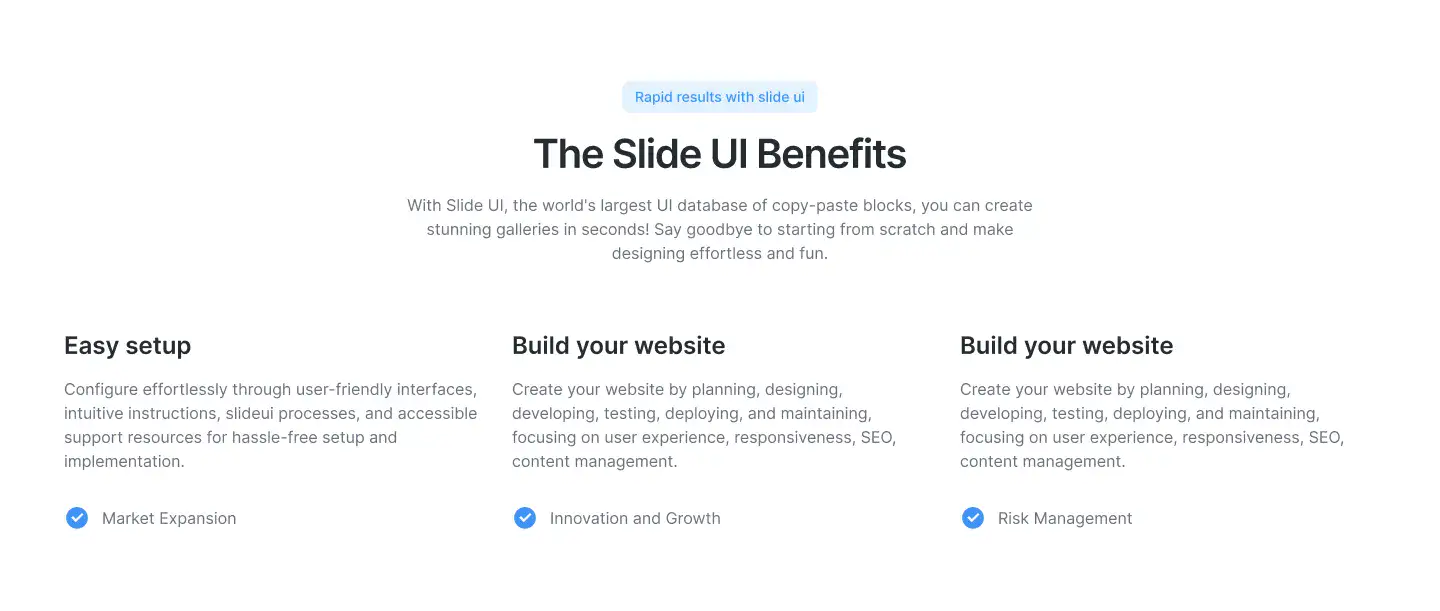 Rapid results with slide ui
The Slide UI Benefits
With Slide UI, the world's largest UI database of copy-paste blocks, you can create
stunning galleries in seconds! Say goodbye to starting from scratch and make
designing effortless and fun.
Easy setup
Configure effortlessly through user-friendly interfaces,
intuitive instructions, slideui processes, and accessible
support resources for hassle-free setup and
implementation.
Market Expansion
Build your website
Create your website by planning, designing,
developing, testing, deploying, and maintaining,
focusing on user experience, responsiveness, SEO,
content management.
Innovation and Growth
Build your website
Create your website by planning, designing,
developing, testing, deploying, and maintaining,
focusing on user experience, responsiveness, SEO,
content management.
Risk Management